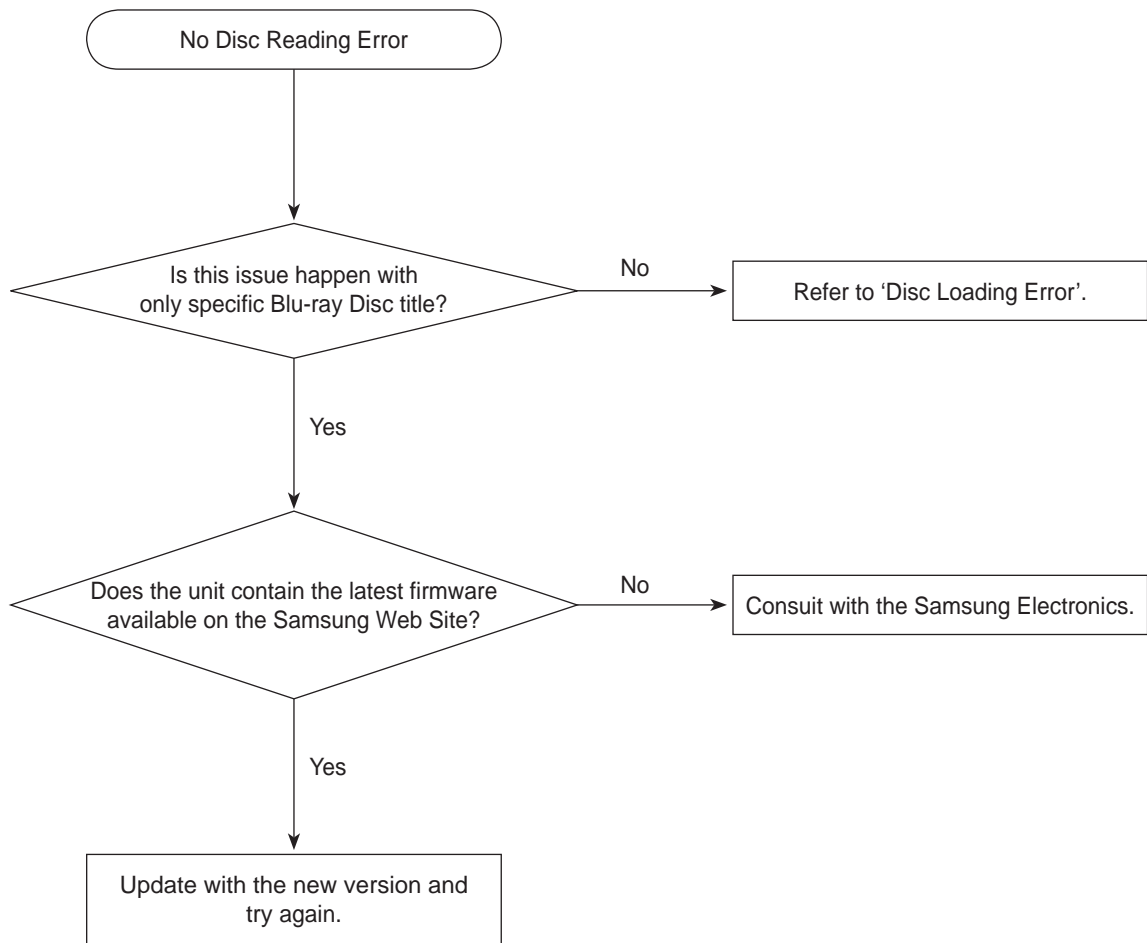 No Disc Reading Error
Is this issue happen with
only specific Blu-ray Disc title?
No
Refer to ‘Disc Loading Error’.
Yes
Does the unit contain the latest firmware
available on the Samsung Web Site?
No
Consuit with the Samsung Electronics.
Yes
Update with the new version and
try again.